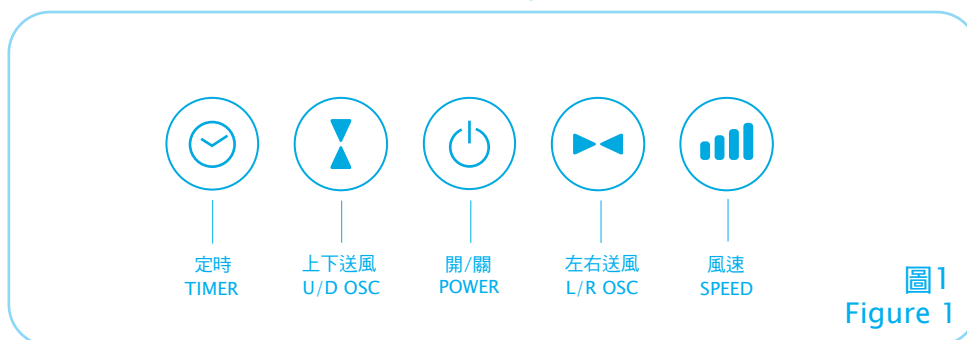 定時
TIMER
上下送風
U/D OSC
開/關
POWER
左右送風
L/R OSC
風速
SPEED
圖1
Figure 1